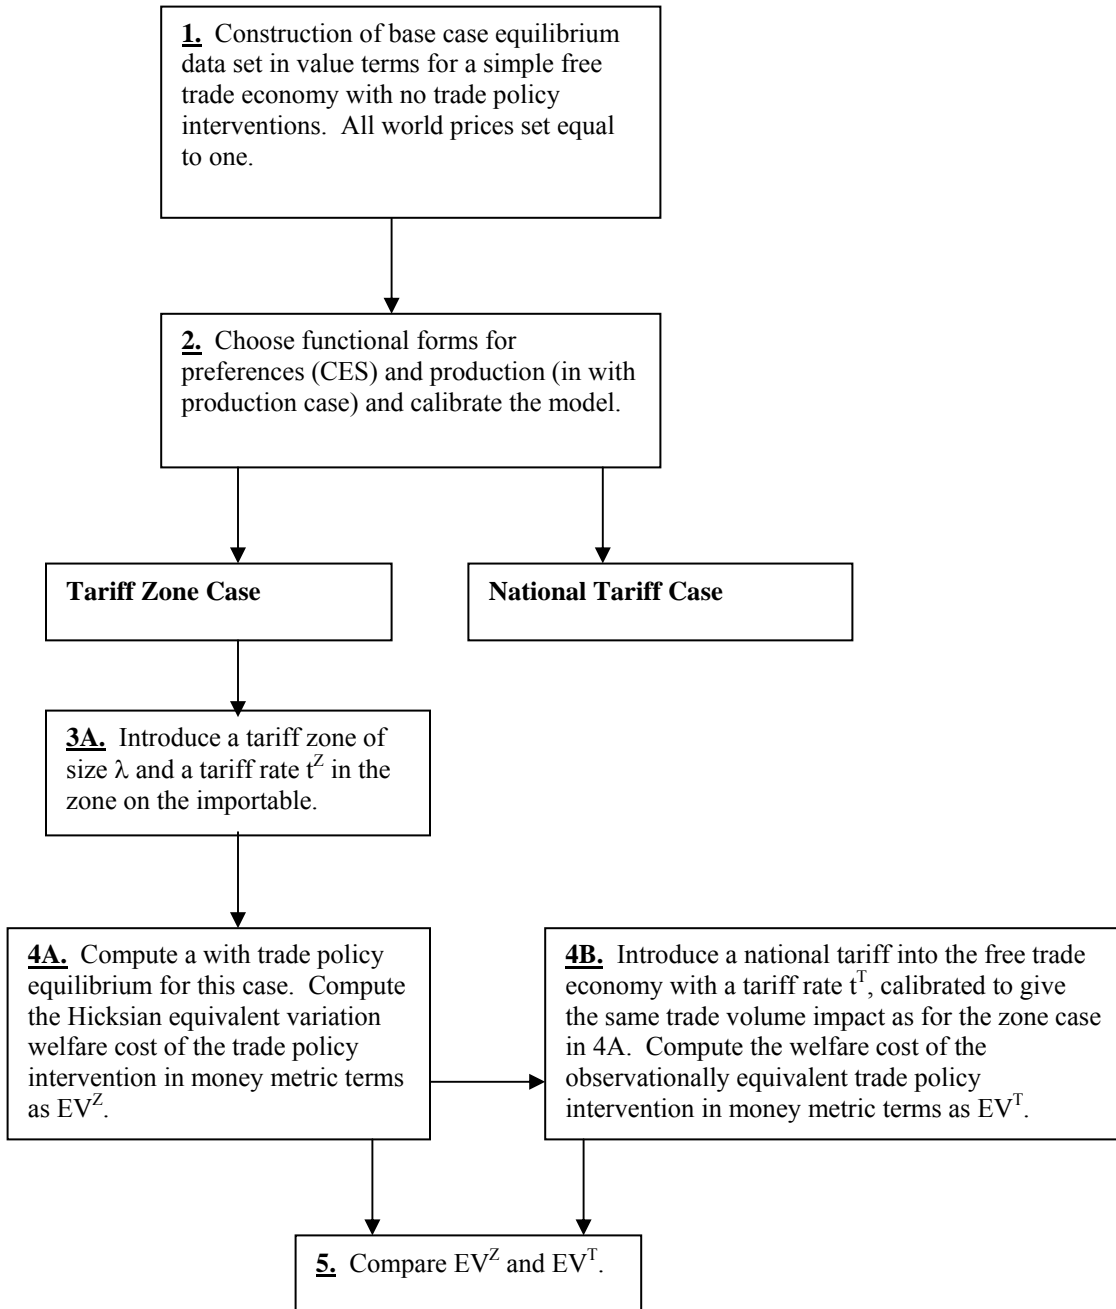 1. Construction of base case equilibrium
data set in value terms for a simple free
trade economy with no trade policy
interventions. All world prices set equal
to one.
2. Choose functional forms for
preferences (CES) and production (in with
production case) and calibrate the model.
Tariff Zone Case
National Tariff Case
3A. Introduce a tariff zone of
size λ and a tariff rate t^Z in the
zone on the importable.
4A. Compute a with trade policy
equilibrium for this case. Compute
the Hicksian equivalent variation
welfare cost of the trade policy
intervention in money metric terms
as EV^Z.
4B. Introduce a national tariff into the free trade
economy with a tariff rate t^T, calibrated to give
the same trade volume impact as for the zone case
in 4A. Compute the welfare cost of the
observationally equivalent trade policy
intervention in money metric terms as EV^T.
5. Compare EV^Z and EV^T.